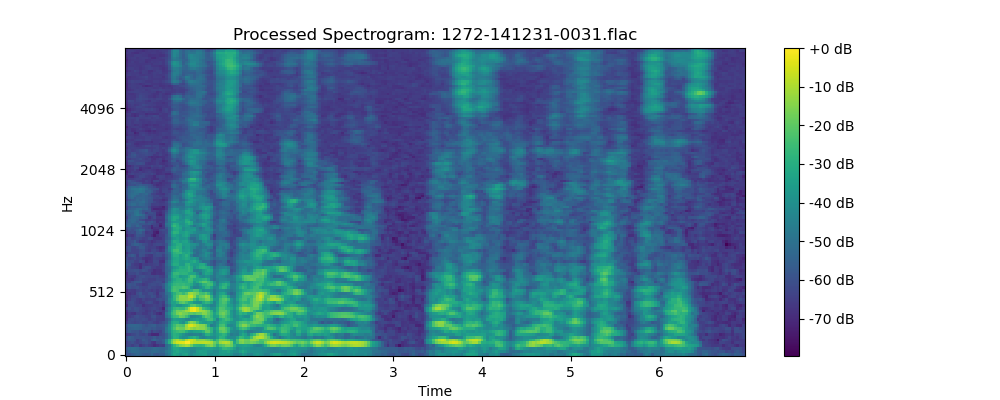 Processed Spectrogram: 1272-141231-0031.flac
Hz
4096
2048
1024
512
0
0 1 2 3 4 5 6
Time
+0 dB
-10 dB
-20 dB
-30 dB
-40 dB
-50 dB
-60 dB
-70 dB